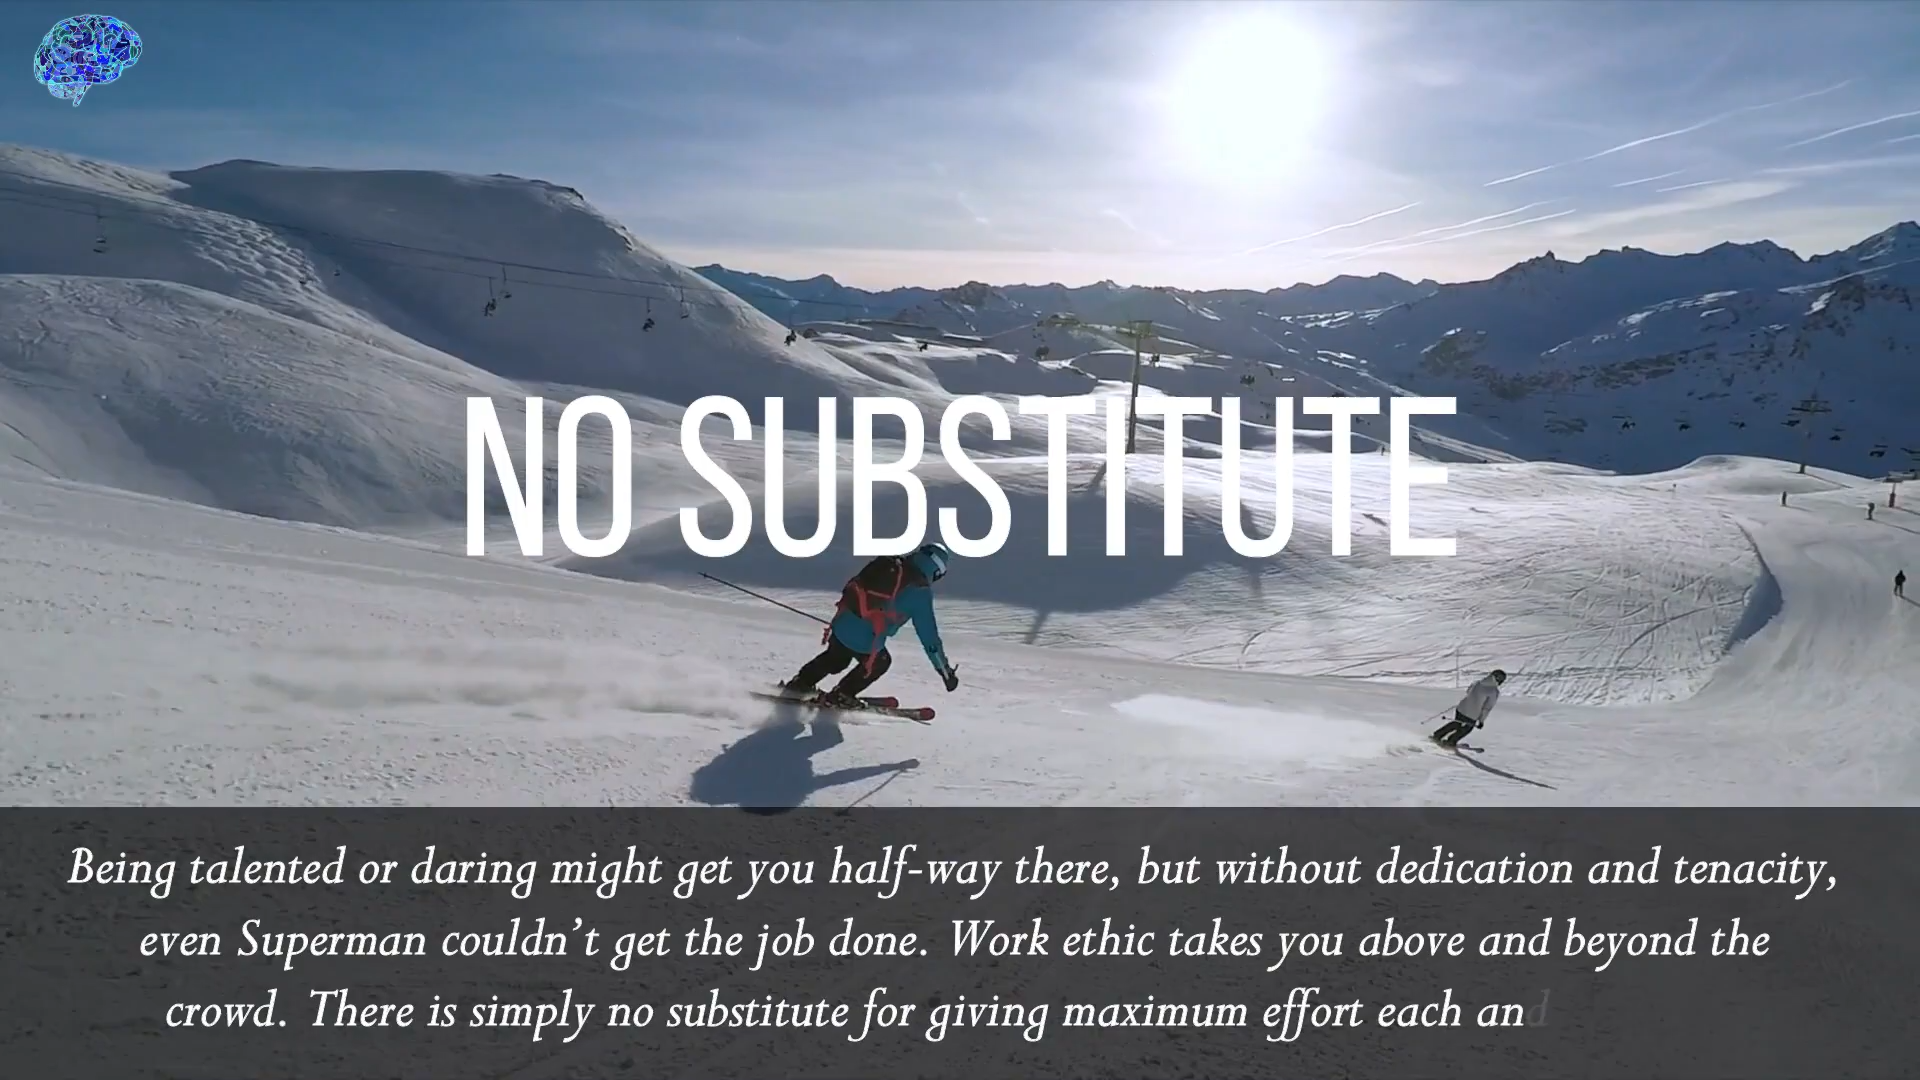 NO SUBSTITUTE
Being talented or daring might get you half-way there, but without dedication and tenacity,
even Superman couldn’t get the job done. Work ethic takes you above and beyond the
crowd. There is simply no substitute for giving maximum effort each and